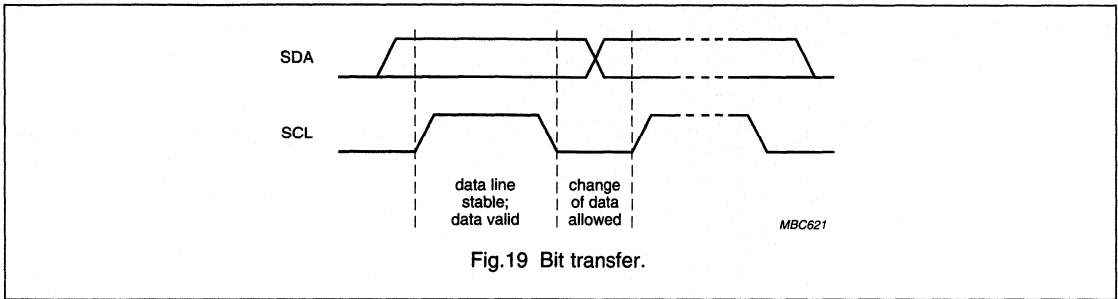 SDA
SCL
data line
stable;
data valid
change
of data
allowed
MBC621
Fig.19 Bit transfer.